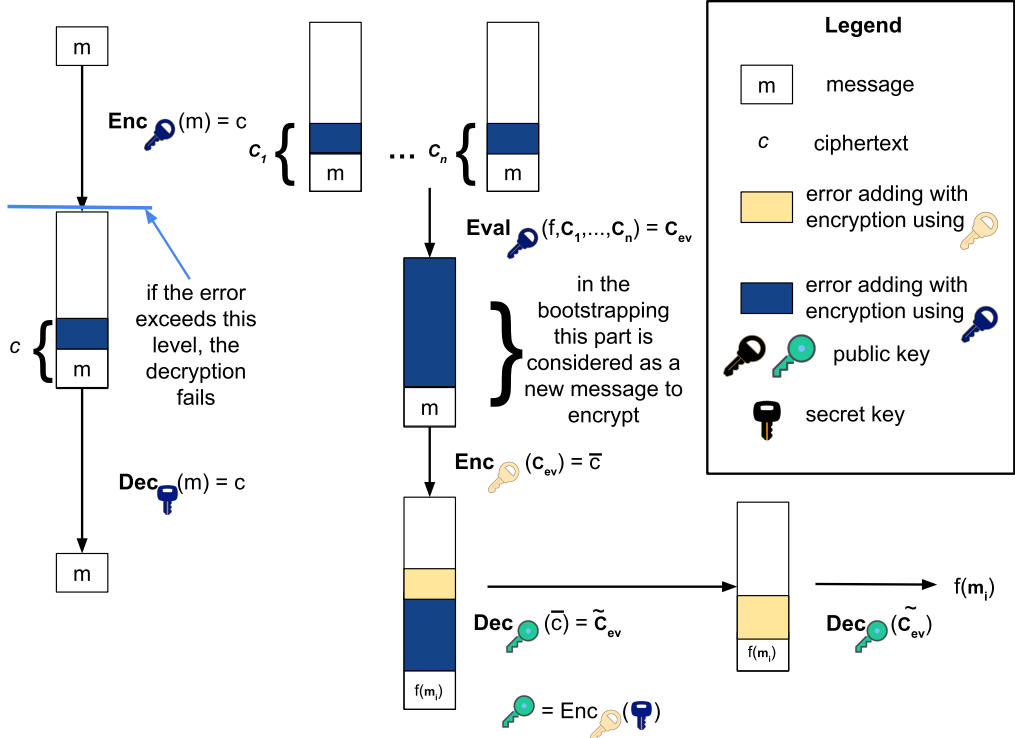 m
Enc (m) = c
c
m
if the error
exceeds this
level, the
decryption
fails
Dec (m) = c
m
c1
m
... cn
m
Eval (f,C1,...,Cn) = Cev
m
in the
bootstrapping
this part is
considered as a
new message to
encrypt
Enc (Cev) = c̅
f(mi)
Dec (c̅) = C̃ev
= Enc ( )
f(mi)
Dec (C̃ev)
f(mi)
Legend
m message
c ciphertext
error adding with
encryption using
error adding with
encryption using
public key
secret key